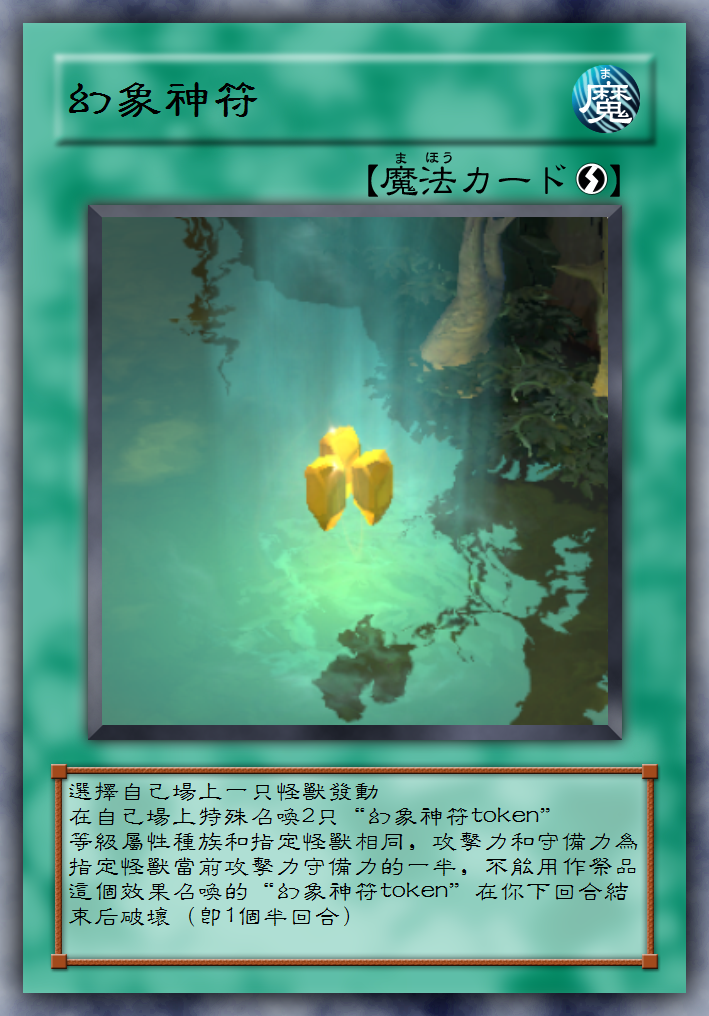 幻象神符
ま
魔
ま ほう
【魔法カード】
選擇自己場上一只怪獸發動
在自己場上特殊召喚2只“幻象神符token”
等級屬性種族和指定怪獸相同，攻擊力和守備力為
指定怪獸當前攻擊力守備力的一半，不能用作祭品
這個效果召喚的“幻象神符token”在你下回合結
束后破壞（即1個半回合）